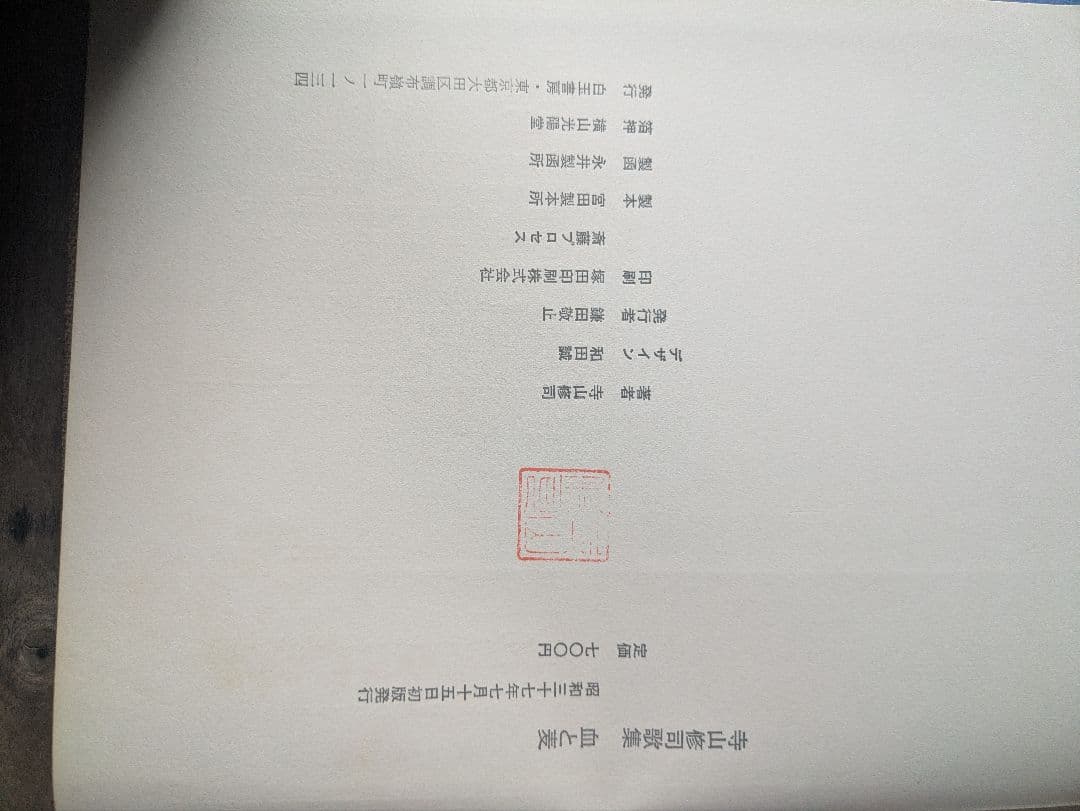 寺山修司歌集 血と麦
昭和三十七年七月十五日初版発行
定価 七〇〇円
寺山修司
著者 寺山修司
デザイン 和田誠
発行者 鎌田敬止
印刷 塚田印刷株式会社
斎藤プロセス
製本 宮田製本所
製函 永井製函所
箔押 横山光陽堂
発行 白玉書房・東京都大田区調布嶺町一ノ一三四